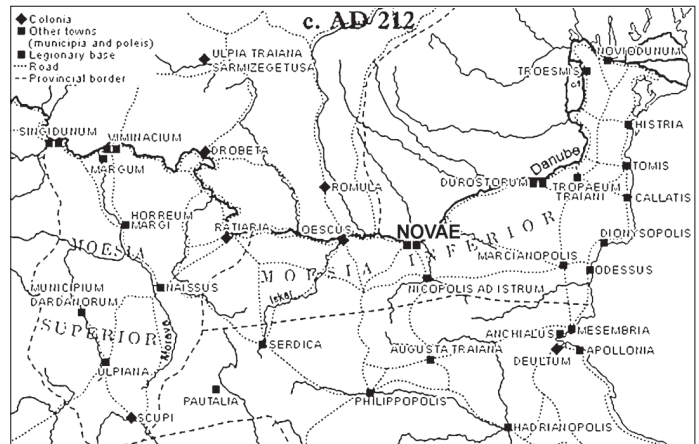 c. AD 212
Colonia
Other towns
(municipia and poleis)
Legionary base
Road
Provincial border
ULPIA TRAIANA
SARMIZEGETUSA
NOVIODUNUM
TROESMIS
SINGIDUNUM
VIMINACIUM
MARGUM
DROBETA
HISTRIA
Danube
TOMIS
ROMULA
DUROSTORUM
TROPAEUM
TRAIANI
CALLATIS
HORREUM
MARGI
RATIARIA
OESCUS
NOVAE
DIONYSOPOLIS
MOESIA
MOESIA INFERIOR
MARCIANOPOLIS
ODESSUS
MUNICIPIUM
DARDANORUM
NAISSUS
Iskar
NICOPOLIS AD ISTRUM
SUPERIOR
Morava
SERDICA
AUGUSTA TRAIANA
ANCHIALUS
MESEMBRIA
DEULTUM
APOLLONIA
ULPIANA
PAUTALIA
PHILIPPOPOLIS
SCUPI
HADRIANOPOLIS